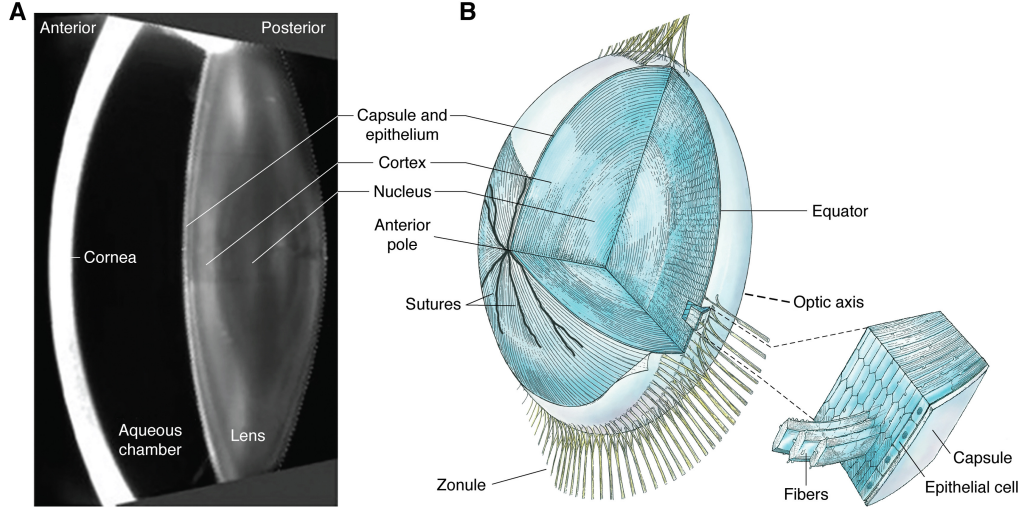 A
Anterior
Posterior
Cornea
Aqueous
chamber
Lens
Capsule and
epithelium
Cortex
Nucleus
Anterior
pole
Sutures
Zonule
B
Equator
Optic axis
Capsule
Epithelial cell
Fibers